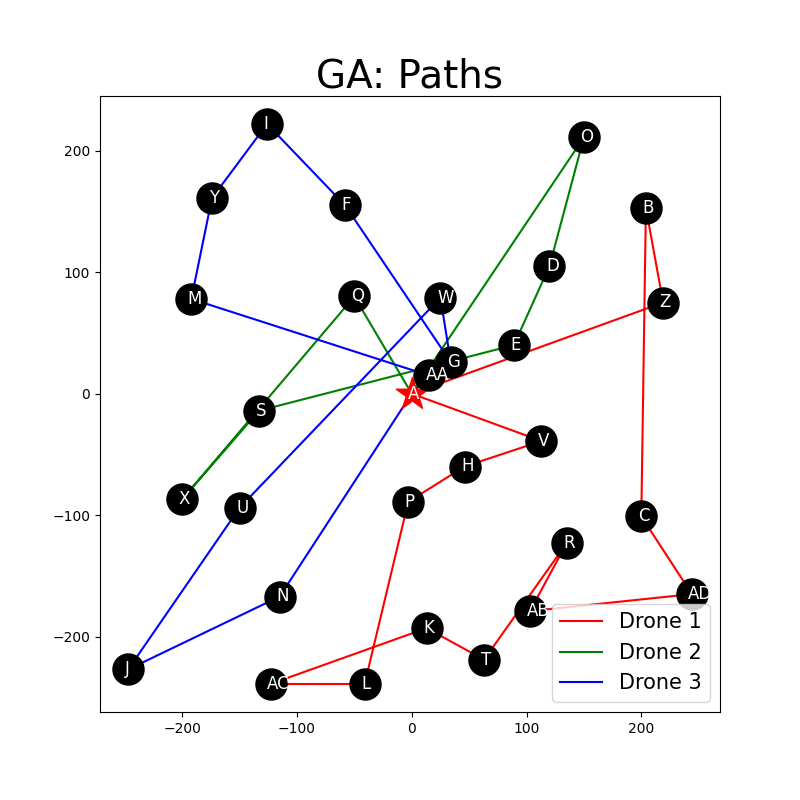 GA: Paths
I
O
Y
F
B
D
M
Q
W
Z
E
G
AA
A
S
V
H
X
P
U
C
R
N
AD
AB
K
T
J
AC
L
200
100
0
−100
−200
−200
−100
0
100
200
Drone 1
Drone 2
Drone 3